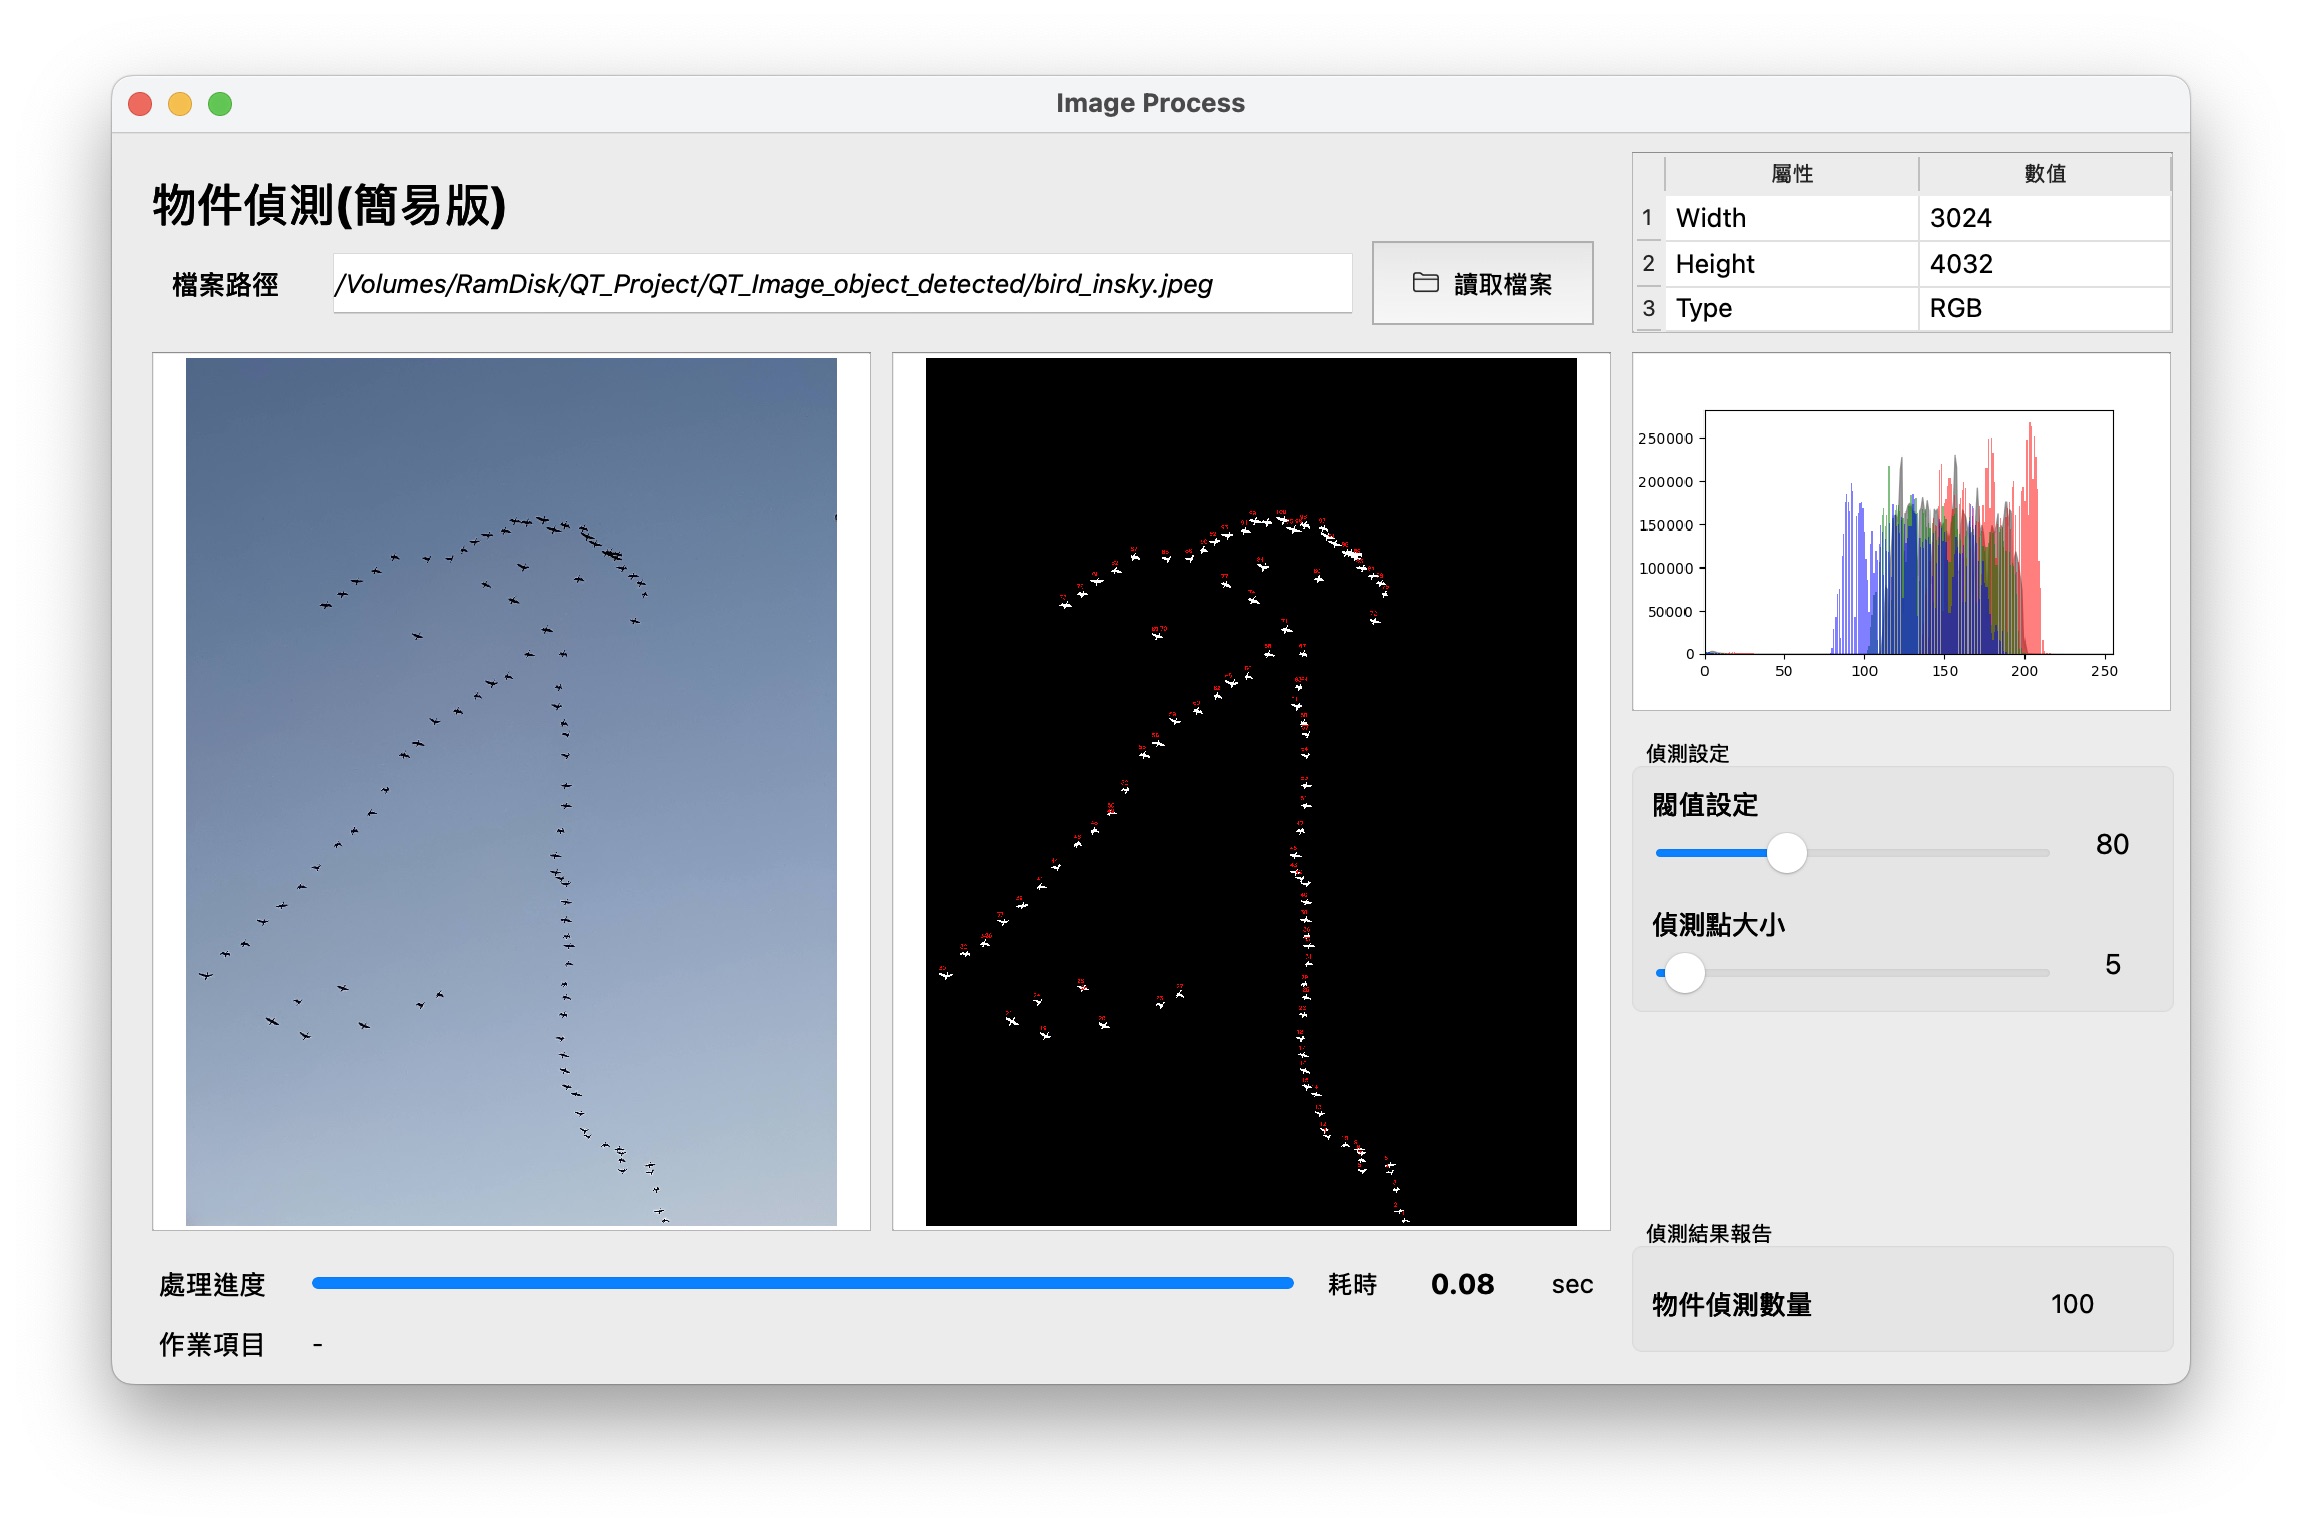 Image Process
物件偵測(簡易版)
檔案路徑 /Volumes/RamDisk/QT_Project/QT_Image_object_detected/bird_insky.jpeg 讀取檔案
屬性 數值
1 Width 3024
2 Height 4032
3 Type RGB
250000
200000
150000
100000
50000
0
0 50 100 150 200 250
偵測設定
閥值設定
80
偵測點大小
5
偵測結果報告
物件偵測數量 100
處理進度 耗時 0.08 sec
作業項目 -